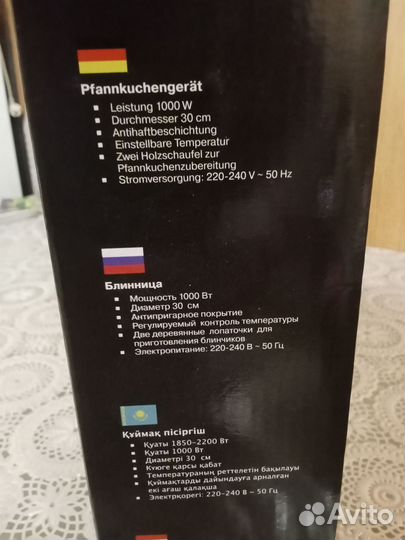 Pfannkuchengerät
▪ Leistung 1000 W
▪ Durchmesser 30 cm
▪ Antihaftbeschichtung
▪ Einstellbare Temperatur
▪ Zwei Holzschaufel zur
Pfannkuchenzubereitung
▪ Stromversorgung: 220-240 V ~ 50 Hz
Блинница
▪ Мощность 1000 Вт
▪ Диаметр 30 см
▪ Антипригарное покрытие
▪ Регулируемый контроль температуры
▪ Две деревянные лопаточки для
приготовления блинчиков
▪ Электропитание: 220-240 В ~ 50 Гц
Құймақ пісіргіш
▪ Қуаты 1850-2200 Вт
▪ Қуаты 1000 Вт
▪ Диаметрі 30 см
▪ Күюге қарсы қабат
▪ Температураның реттелетін бақылауы
▪ Құймақтарды дайындауға арналған
екі ағаш қалақша
▪ Электрқорегі: 220-240 В ~ 50 Гц
Avito